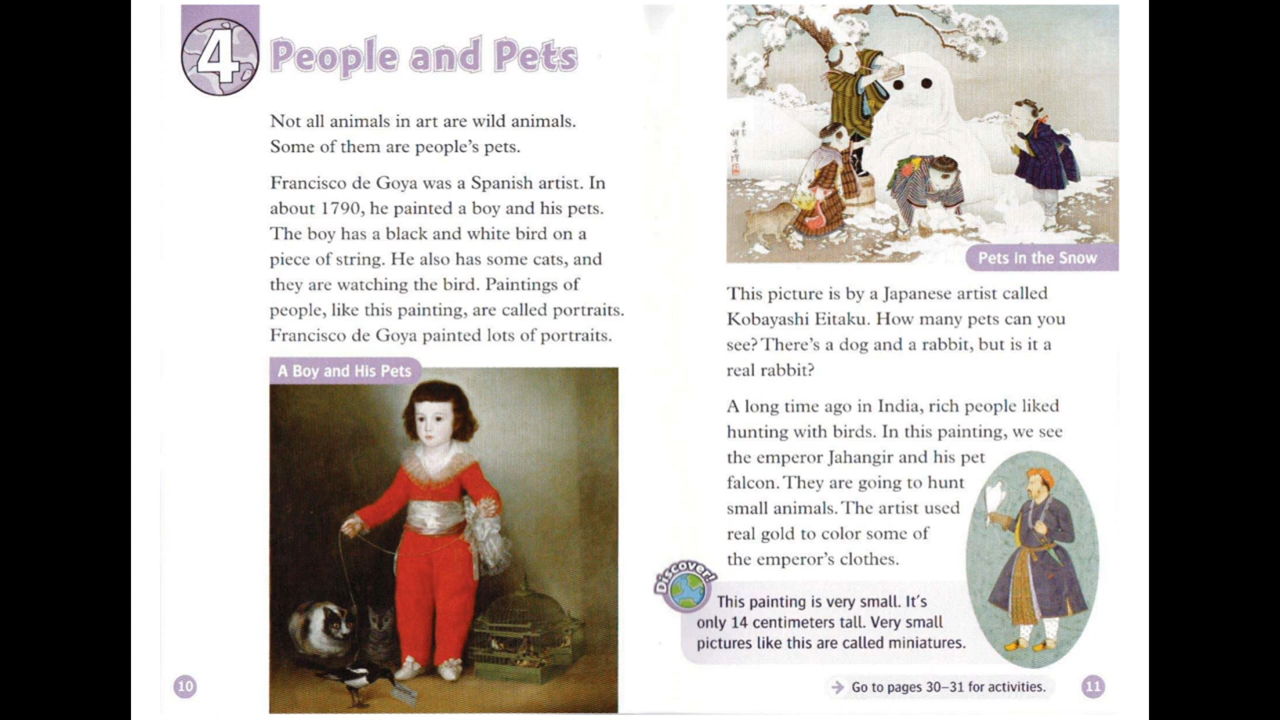 4
People and Pets
Not all animals in art are wild animals.
Some of them are people's pets.
Francisco de Goya was a Spanish artist. In
about 1790, he painted a boy and his pets.
The boy has a black and white bird on a
piece of string. He also has some cats, and
they are watching the bird. Paintings of
people, like this painting, are called portraits.
Francisco de Goya painted lots of portraits.
A Boy and His Pets
10
Pets in the Snow
This picture is by a Japanese artist called
Kobayashi Eitaku. How many pets can you
see? There's a dog and a rabbit, but is it a
real rabbit?
A long time ago in India, rich people liked
hunting with birds. In this painting, we see
the emperor Jahangir and his pet
falcon. They are going to hunt
small animals. The artist used
real gold to color some of
the emperor's clothes.
Discover!
This painting is very small. It's
only 14 centimeters tall. Very small
pictures like this are called miniatures.
→ Go to pages 30–31 for activities.
11